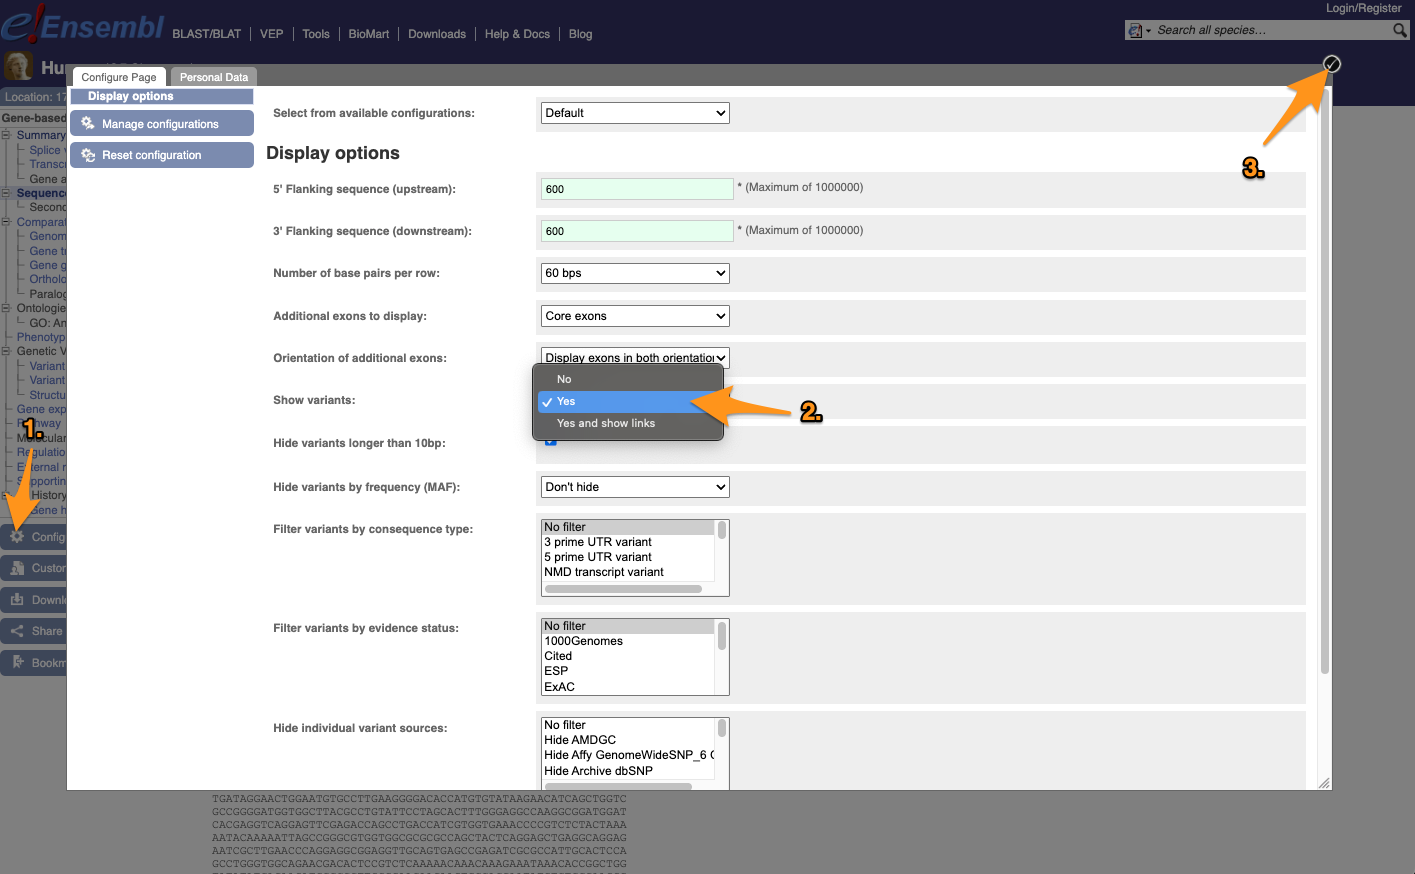 Login/Register
e!Ensembl
BLAST/BLAT
VEP
Tools
BioMart
Downloads
Help & Docs
Blog
Search all species…
Configure Page
Personal Data
Location: 17
Display options
Manage configurations
Reset configuration
Select from available configurations:
Default
Display options
5' Flanking sequence (upstream):
600
* (Maximum of 1000000)
3' Flanking sequence (downstream):
600
* (Maximum of 1000000)
Number of base pairs per row:
60 bps
Additional exons to display:
Core exons
Orientation of additional exons:
Display exons in both orientation
Show variants:
No
Yes
Yes and show links
Hide variants longer than 10bp:
Hide variants by frequency (MAF):
Don't hide
Filter variants by consequence type:
No filter
3 prime UTR variant
5 prime UTR variant
NMD transcript variant
Filter variants by evidence status:
No filter
1000Genomes
Cited
ESP
ExAC
Hide individual variant sources:
No filter
Hide AMDGC
Hide Affy GenomeWideSNP_6
Hide Archive dbSNP
1.
2.
3.
Gene-based
Summary
Splice
Transcr
Gene a
Sequenc
Second
Comparat
Genom
Gene t
Gene g
Ortholo
Paralog
Ontologie
GO: An
Phenotyp
Genetic V
Variant
Variant
Structu
Gene exp
Pathway
Molecular
Regulatio
External r
Supportin
History
Gene h
Config
Custor
Downl
Share
Bookm
TGATAGGAACTGGAATGTGCCTTGAAGGGGACACCATGTGTATAAGAACATCAGCTGGTC
GCCGGGGATGGTGGCTTACGCCTGTATTCCTAGCACTTTGGGAGGCCAAGGCGGATGGAT
CACGAGGTCAGGAGTTCGAGACCAGCCTGACCATCGTGGTGAAACCCCGTCTCTACTAAA
AATACAAAAATTAGCCGGGCGTGGTGGCGCGCGCCAGCTACTCAGGAGCTGAGGCAGGAG
AATCGCTTGAACCCAGGAGGCGGAGGTTGCAGTGAGCCGAGATCGCGCCATTGCACTCCA
GCCTGGGTGGCAGAACGACACTCCGTCTCAAAAACAAACAAAGAAATAAACACCGGCTGG